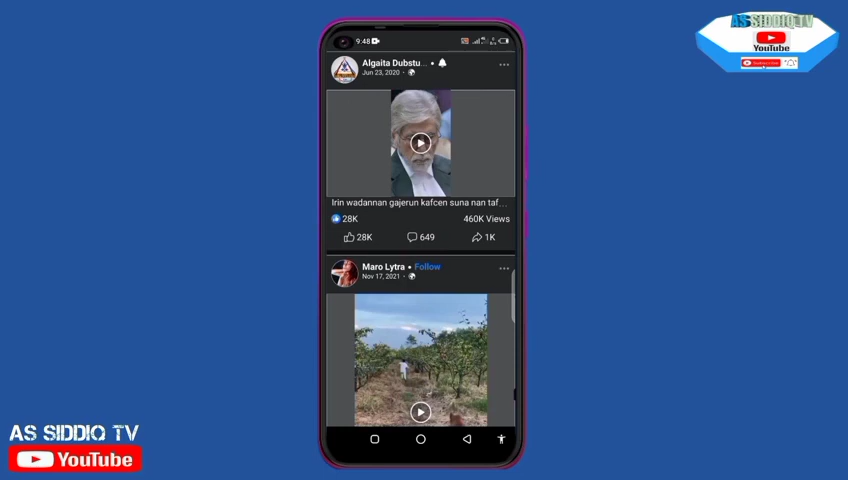 AS SIDDIQ TV
YouTube
9:48
Algaita Dubstu... •
Jun 23, 2020 •
Irin wadannan gajerun kafcen suna nan taf...
28K
460K Views
28K
649
1K
Maro Lytra • Follow
Nov 17, 2021 •
AS SIDDIQ TV
YouTube